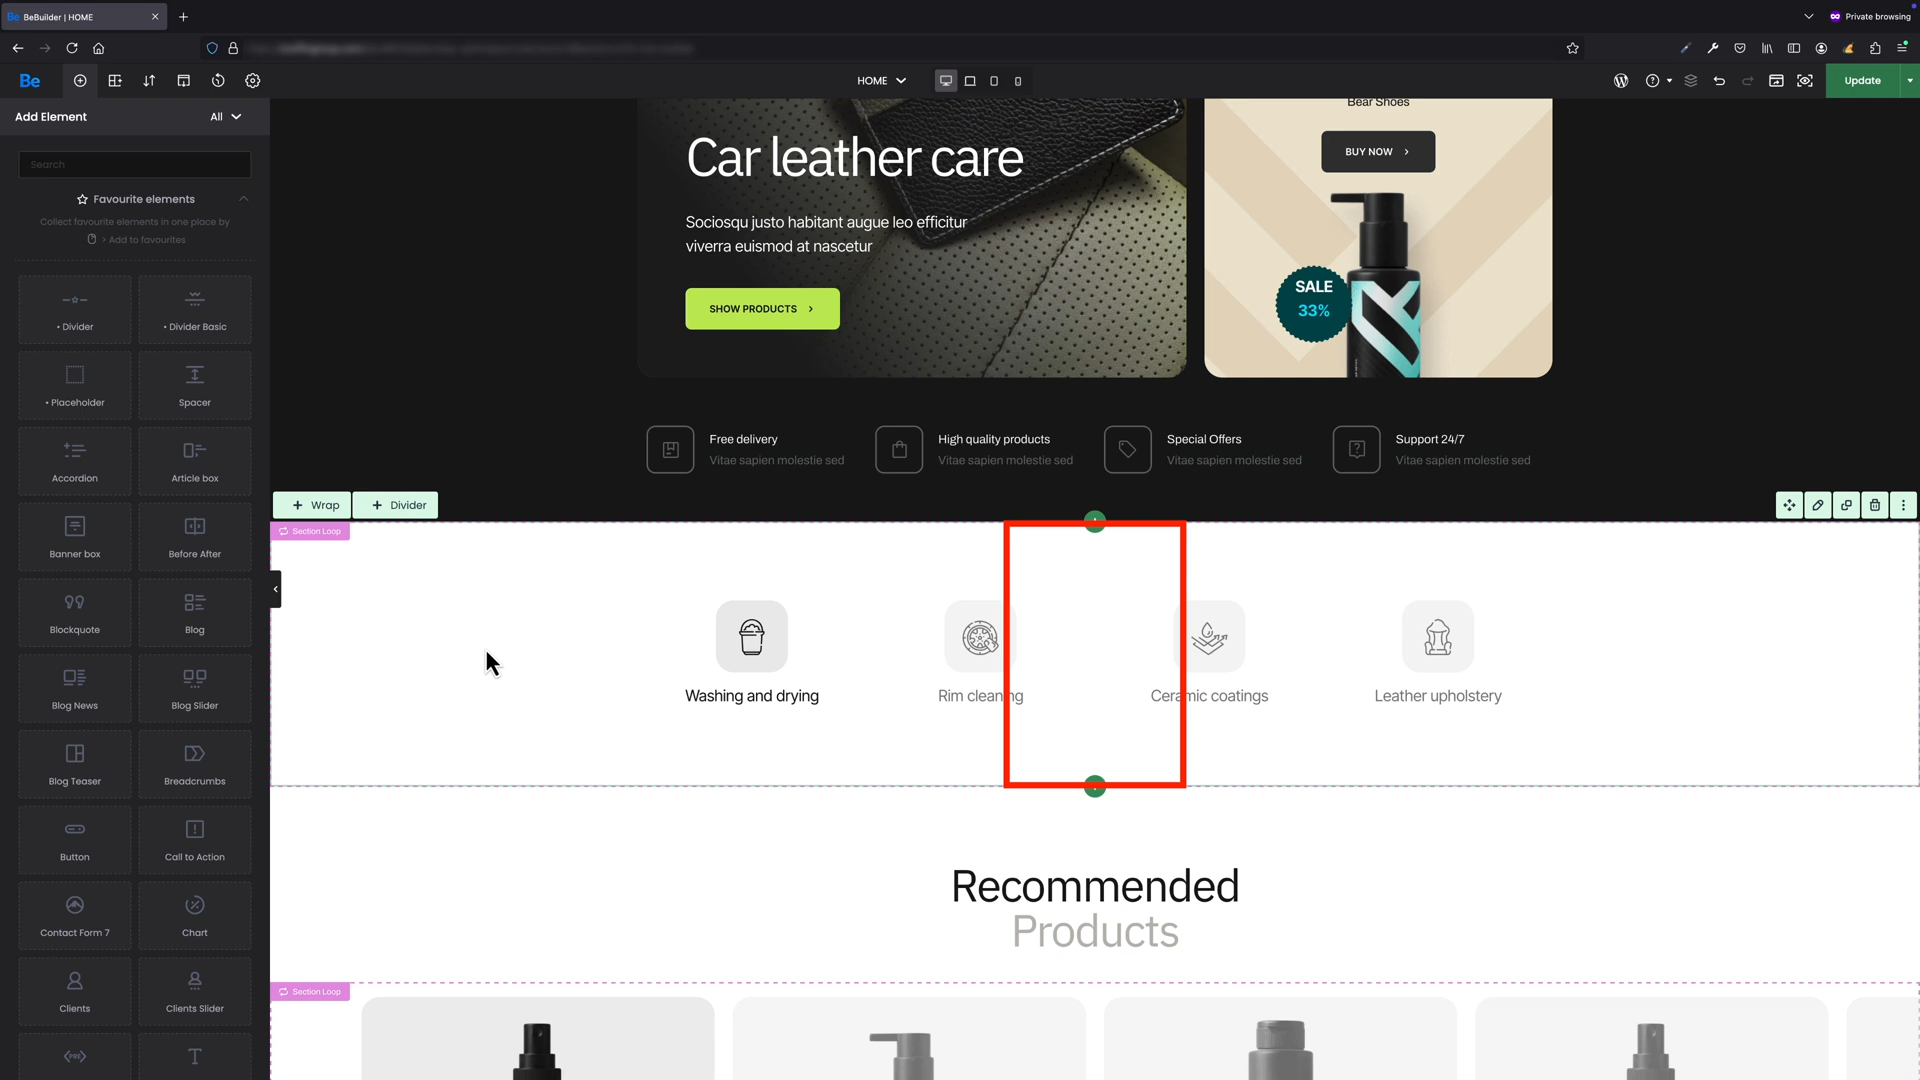 Be BeBuilder | HOME
Private browsing
Be
HOME
Update
Add Element
All
Search
Favourite elements
Collect favourite elements in one place by
> Add to favourites
• Divider
• Divider Basic
• Placeholder
Spacer
Accordion
Article box
Banner box
Before After
Blockquote
Blog
Blog News
Blog Slider
Blog Teaser
Breadcrumbs
Button
Call to Action
Contact Form 7
Chart
Clients
Clients Slider
Car leather care
Sociosqu justo habitant augue leo efficitur
viverra euismod at nascetur
SHOW PRODUCTS
Bear Shoes
BUY NOW
SALE
33%
Free delivery
Vitae sapien molestie sed
High quality products
Vitae sapien molestie sed
Special Offers
Vitae sapien molestie sed
Support 24/7
Vitae sapien molestie sed
+ Wrap
+ Divider
Section Loop
Washing and drying
Rim cleaning
Ceramic coatings
Leather upholstery
Recommended
Products
Section Loop